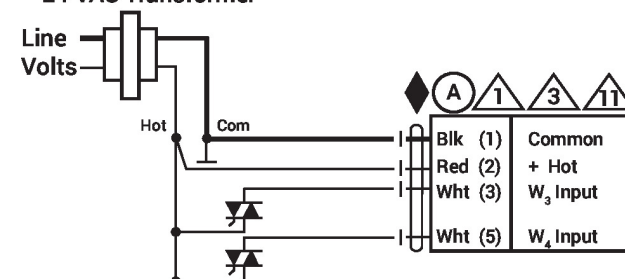 24 VAC Transformer
Line
Volts
A 1 3 11
Hot
Com
Blk (1) Common
Red (2) + Hot
Wht (3) W3 Input
Wht (5) W4 Input